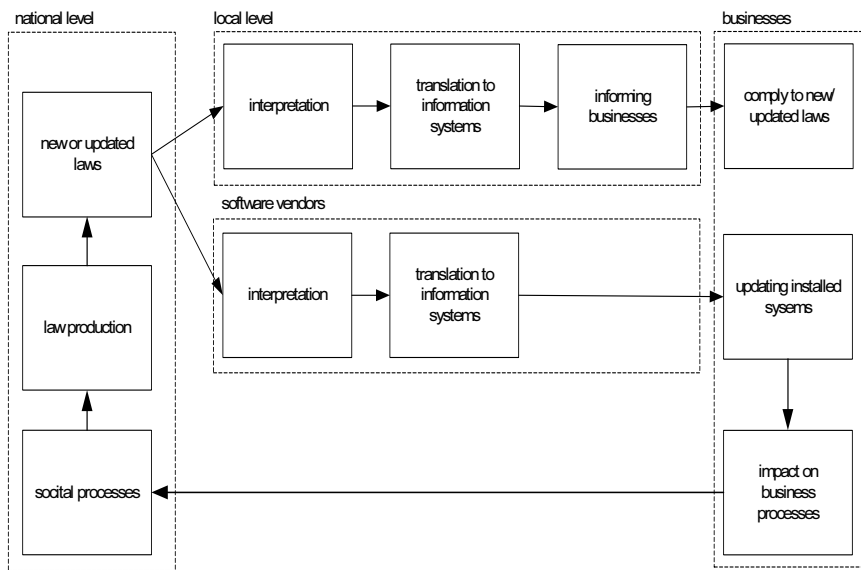 national level
local level
businesses
interpretation
translation to
information
systems
informing
businesses
comply to new/
updated laws
new or updated
laws
software vendors
interpretation
translation to
information
systems
updating installed
sysems
law production
socital processes
impact on
business
processes